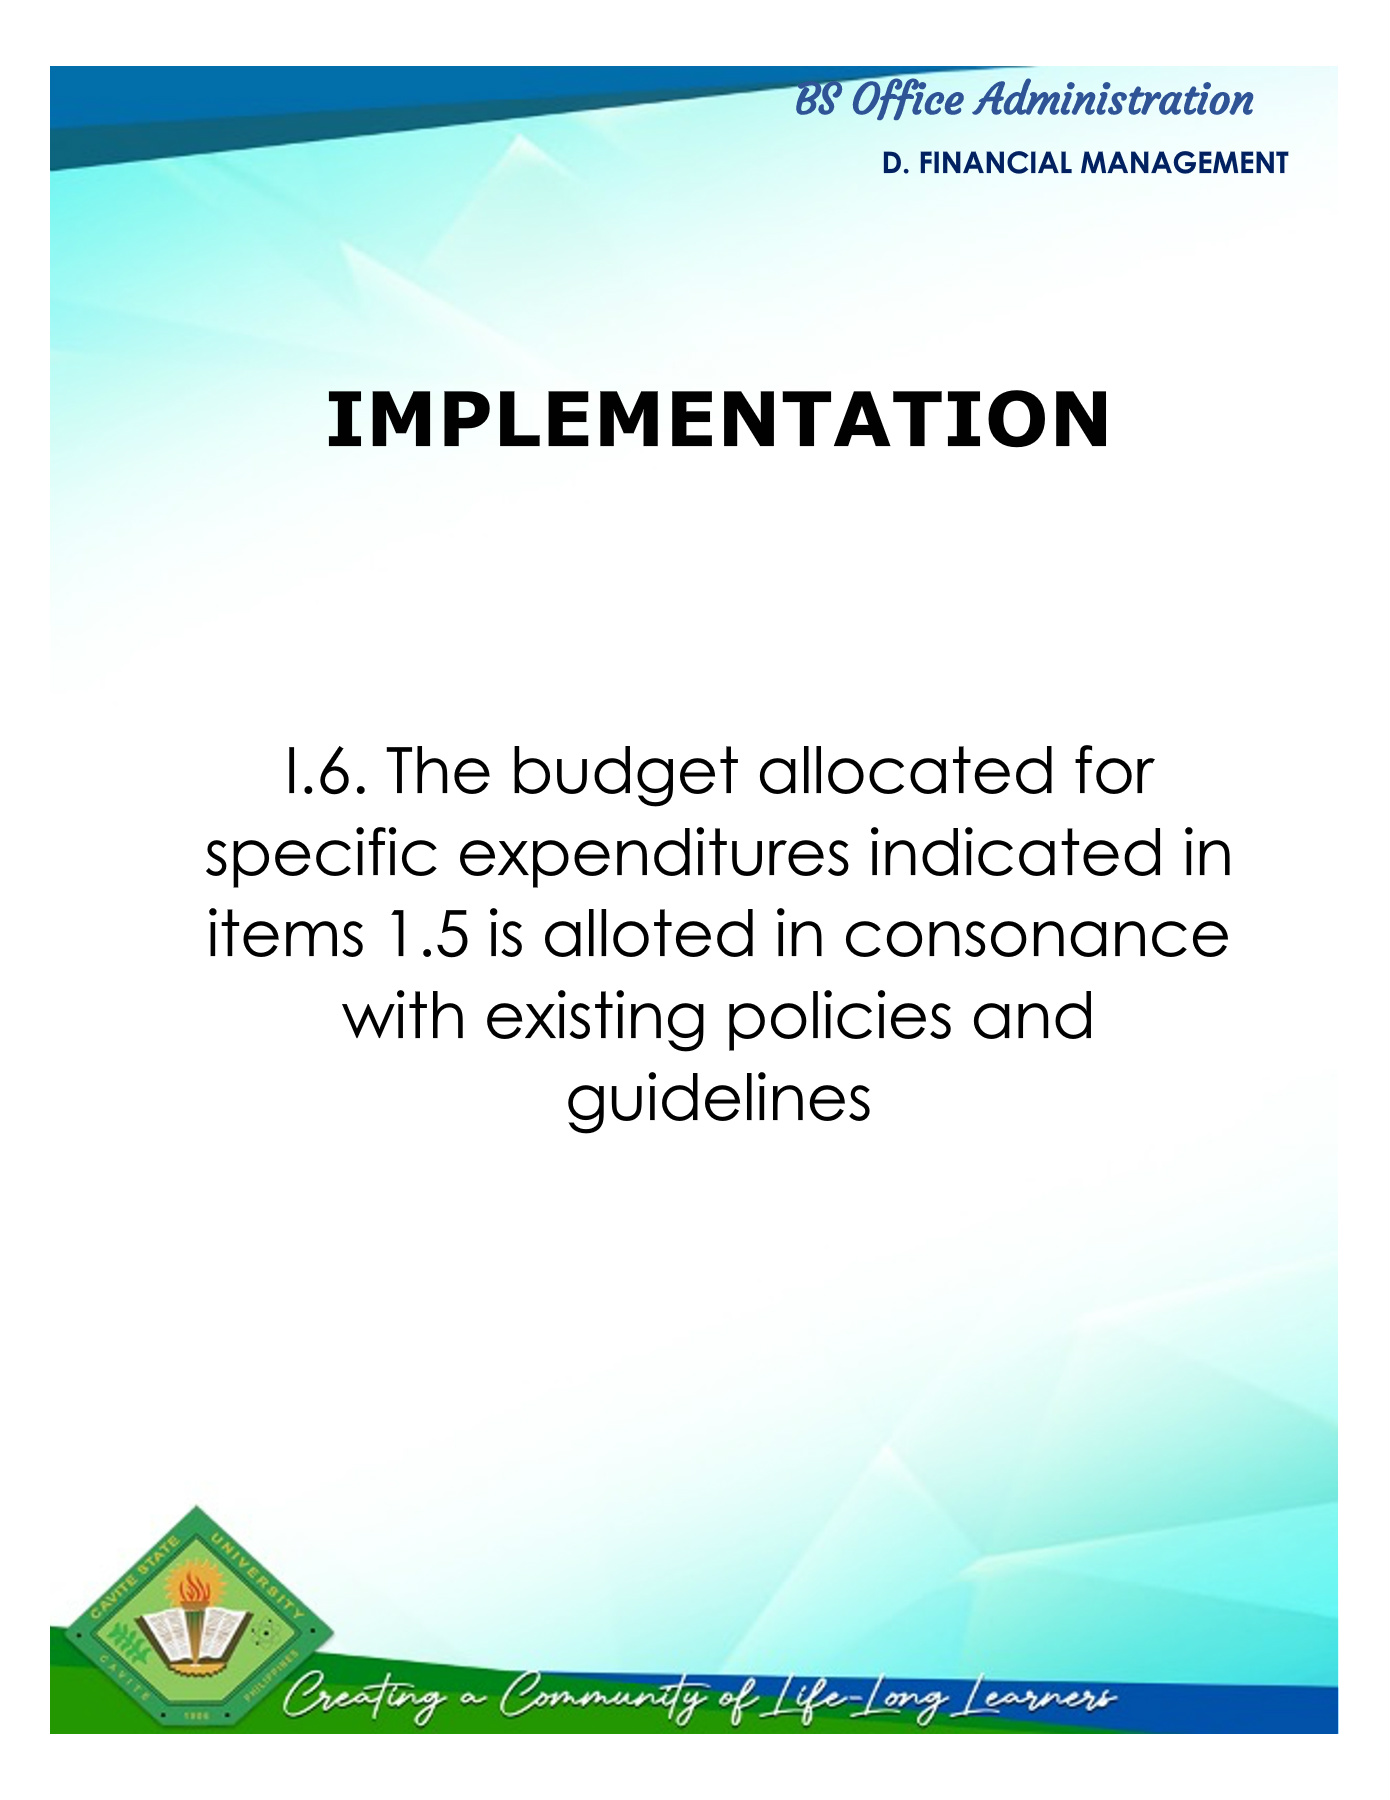 BS Office Administration
D. FINANCIAL MANAGEMENT
IMPLEMENTATION
I.6. The budget allocated for
specific expenditures indicated in
items 1.5 is alloted in consonance
with existing policies and
guidelines
CAVITE STATE UNIVERSITY
CAVITE PHILIPPINES
1906
Creating a Community of Life-Long Learners